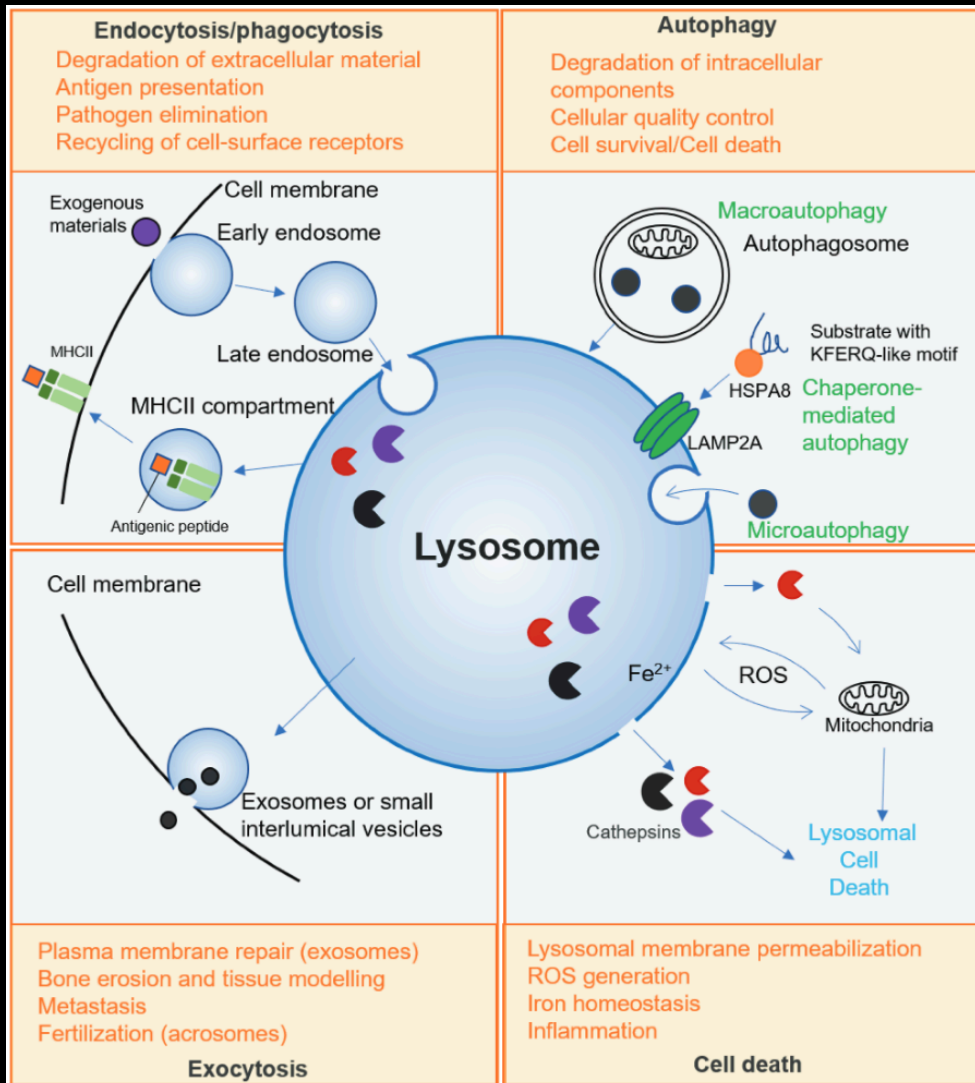 Endocytosis/phagocytosis
Degradation of extracellular material
Antigen presentation
Pathogen elimination
Recycling of cell-surface receptors
Autophagy
Degradation of intracellular
components
Cellular quality control
Cell survival/Cell death
Cell membrane
Exogenous
materials
Early endosome
Late endosome
MHCII
MHCII compartment
Antigenic peptide
Macroautophagy
Autophagosome
Substrate with
KFERQ-like motif
HSPA8
Chaperone-
mediated
autophagy
LAMP2A
Microautophagy
Lysosome
Cell membrane
Exosomes or small
interlumical vesicles
Fe²⁺
ROS
Mitochondria
Cathepsins
Lysosomal
Cell
Death
Plasma membrane repair (exosomes)
Bone erosion and tissue modelling
Metastasis
Fertilization (acrosomes)
Exocytosis
Lysosomal membrane permeabilization
ROS generation
Iron homeostasis
Inflammation
Cell death